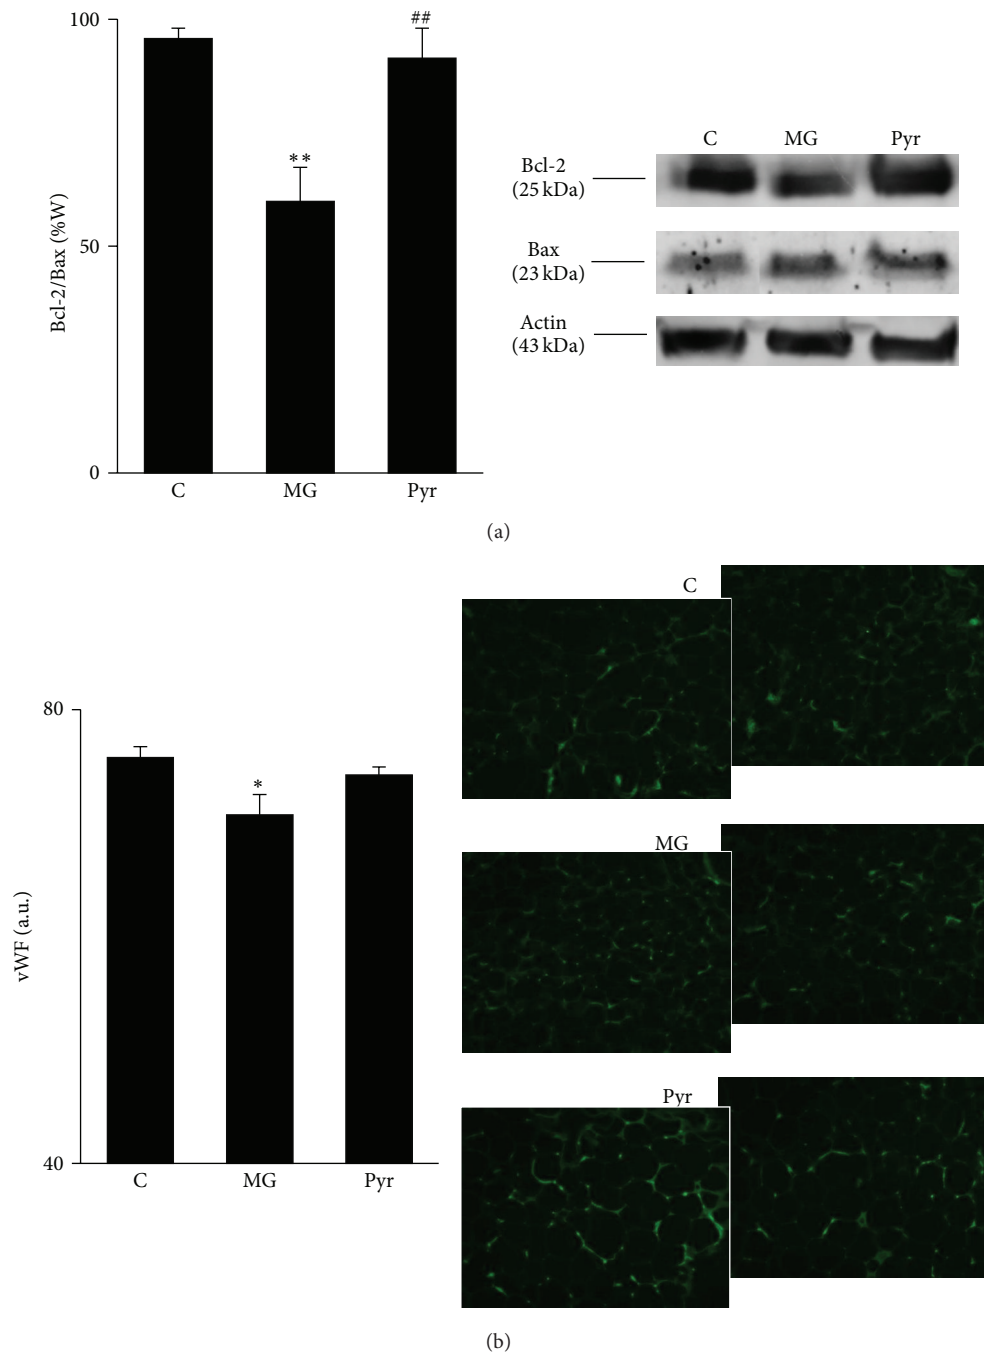 100
50
0
Bcl-2/Bax (%W)
**
##
C MG Pyr
C MG Pyr
Bcl-2
(25 kDa)
Bax
(23 kDa)
Actin
(43 kDa)
(a)
80
40
vWF (a.u.)
*
C MG Pyr
C
MG
Pyr
(b)